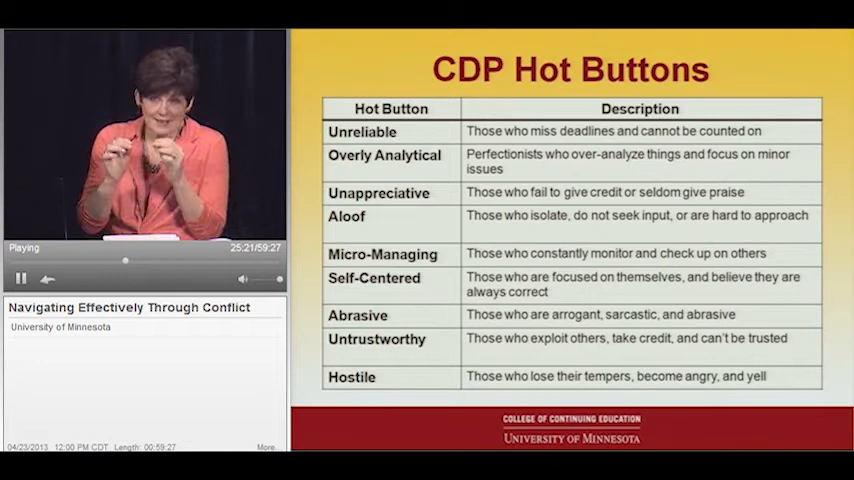 CDP Hot Buttons
Hot Button Description
Unreliable Those who miss deadlines and cannot be counted on
Overly Analytical Perfectionists who over-analyze things and focus on minor
issues
Unappreciative Those who fail to give credit or seldom give praise
Aloof Those who isolate, do not seek input, or are hard to approach
Micro-Managing Those who constantly monitor and check up on others
Self-Centered Those who are focused on themselves, and believe they are
always correct
Abrasive Those who are arrogant, sarcastic, and abrasive
Untrustworthy Those who exploit others, take credit, and can't be trusted
Hostile Those who lose their tempers, become angry, and yell
COLLEGE OF CONTINUING EDUCATION
UNIVERSITY OF MINNESOTA
Playing 25:21/59:27
Navigating Effectively Through Conflict
University of Minnesota
04/23/2013 12:00 PM CDT Length: 00:59:27 More...